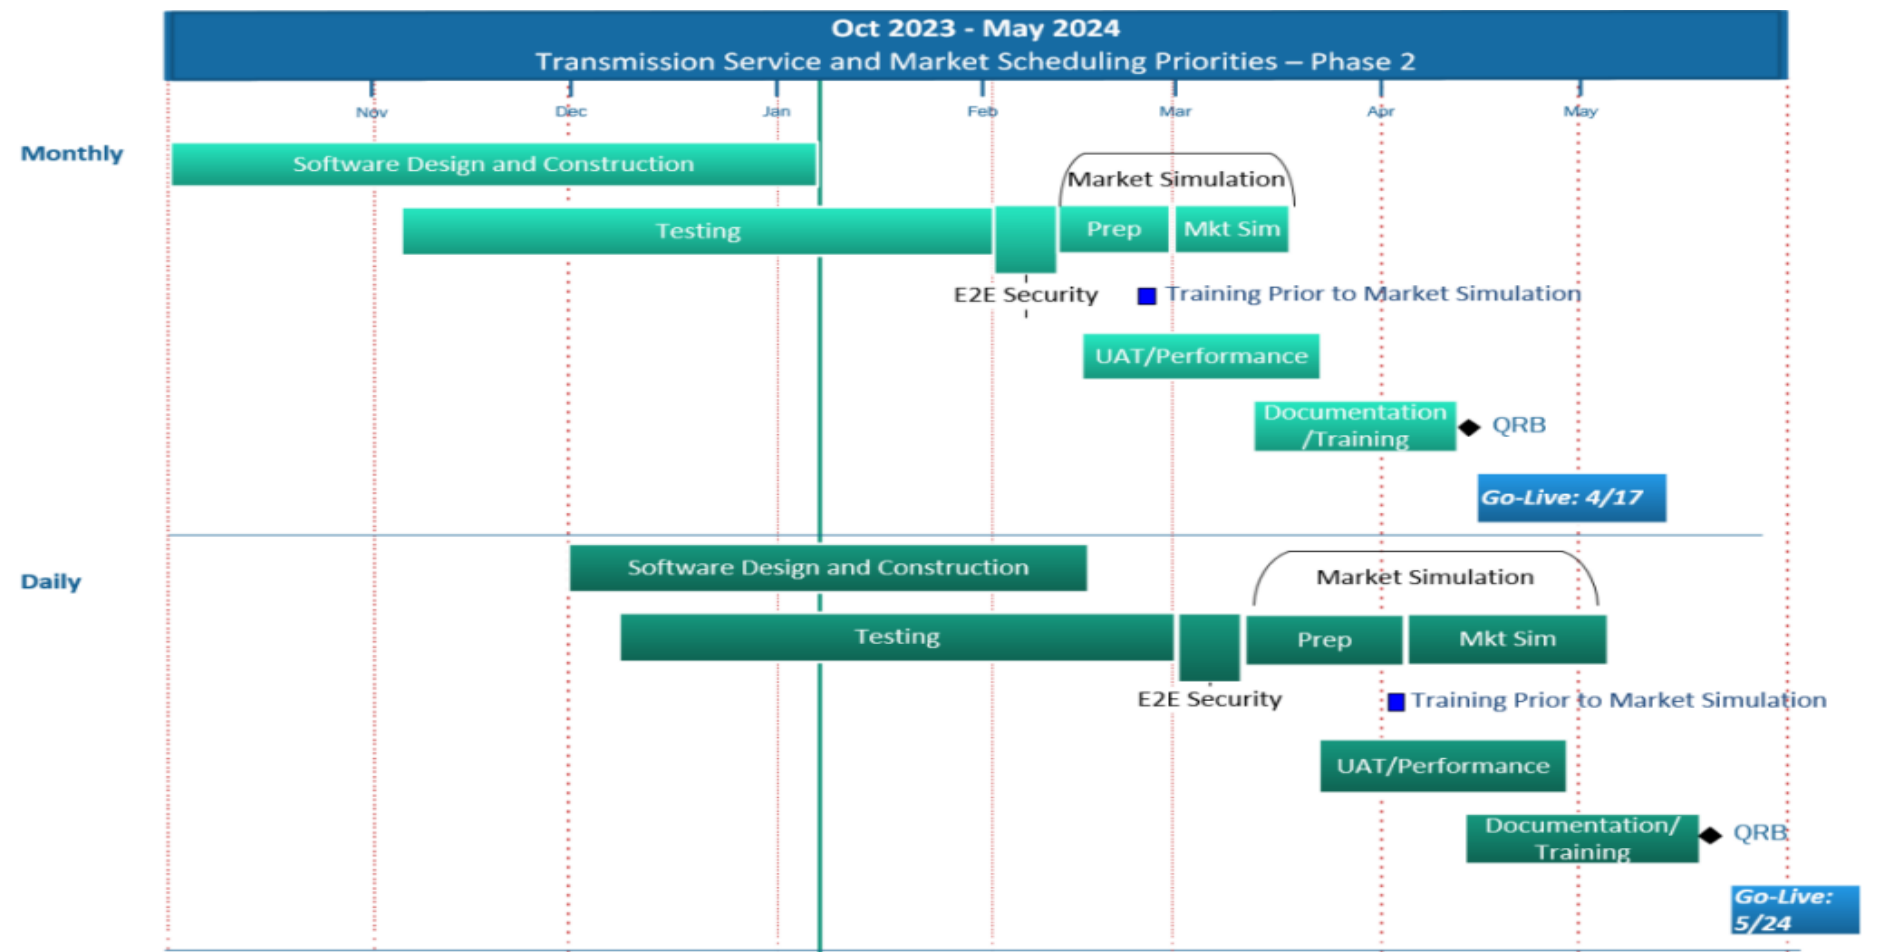 Oct 2023 - May 2024
Transmission Service and Market Scheduling Priorities – Phase 2
Nov
Dec
Jan
Feb
Mar
Apr
May
Monthly
Software Design and Construction
Market Simulation
Testing
Prep
Mkt Sim
E2E Security
Training Prior to Market Simulation
UAT/Performance
Documentation
/Training
QRB
Go-Live: 4/17
Daily
Software Design and Construction
Market Simulation
Testing
Prep
Mkt Sim
E2E Security
Training Prior to Market Simulation
UAT/Performance
Documentation/
Training
QRB
Go-Live:
5/24